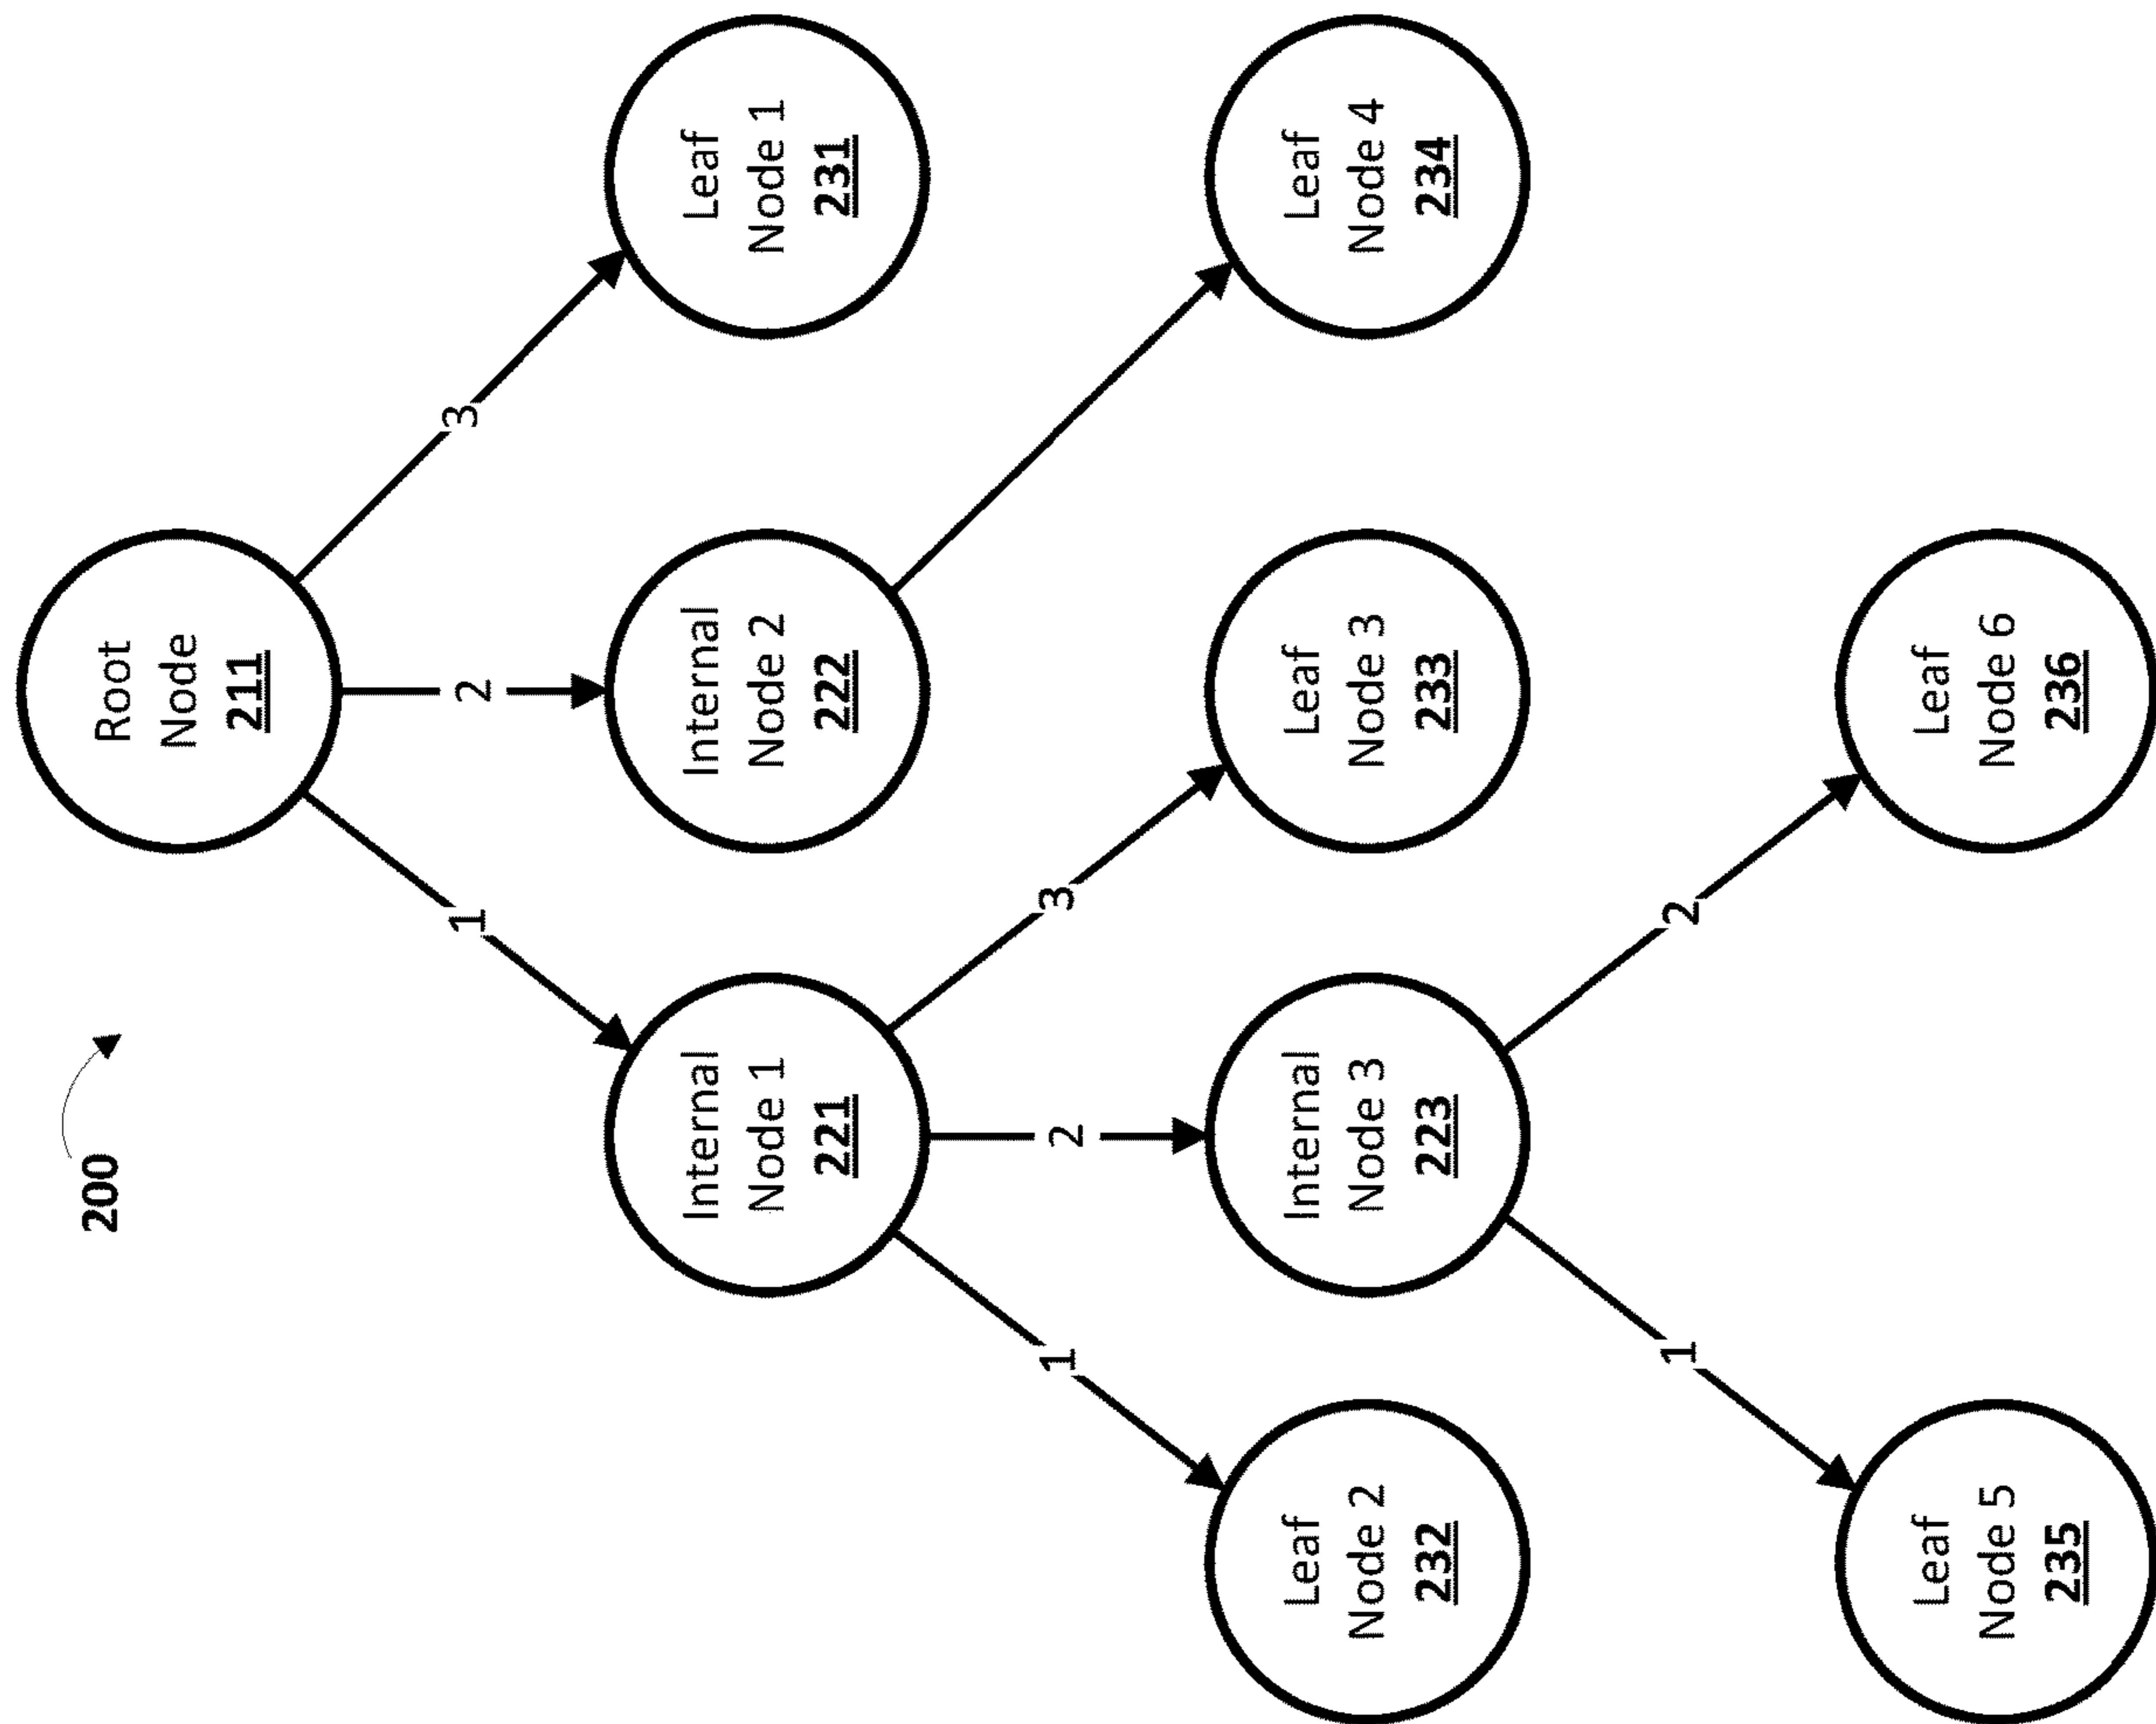 200
Root
Node
211
1
2
3
Internal
Node 1
221
Internal
Node 2
222
Leaf
Node 1
231
1
2
3
Leaf
Node 2
232
Internal
Node 3
223
Leaf
Node 3
233
Leaf
Node 4
234
1
2
Leaf
Node 5
235
Leaf
Node 6
236